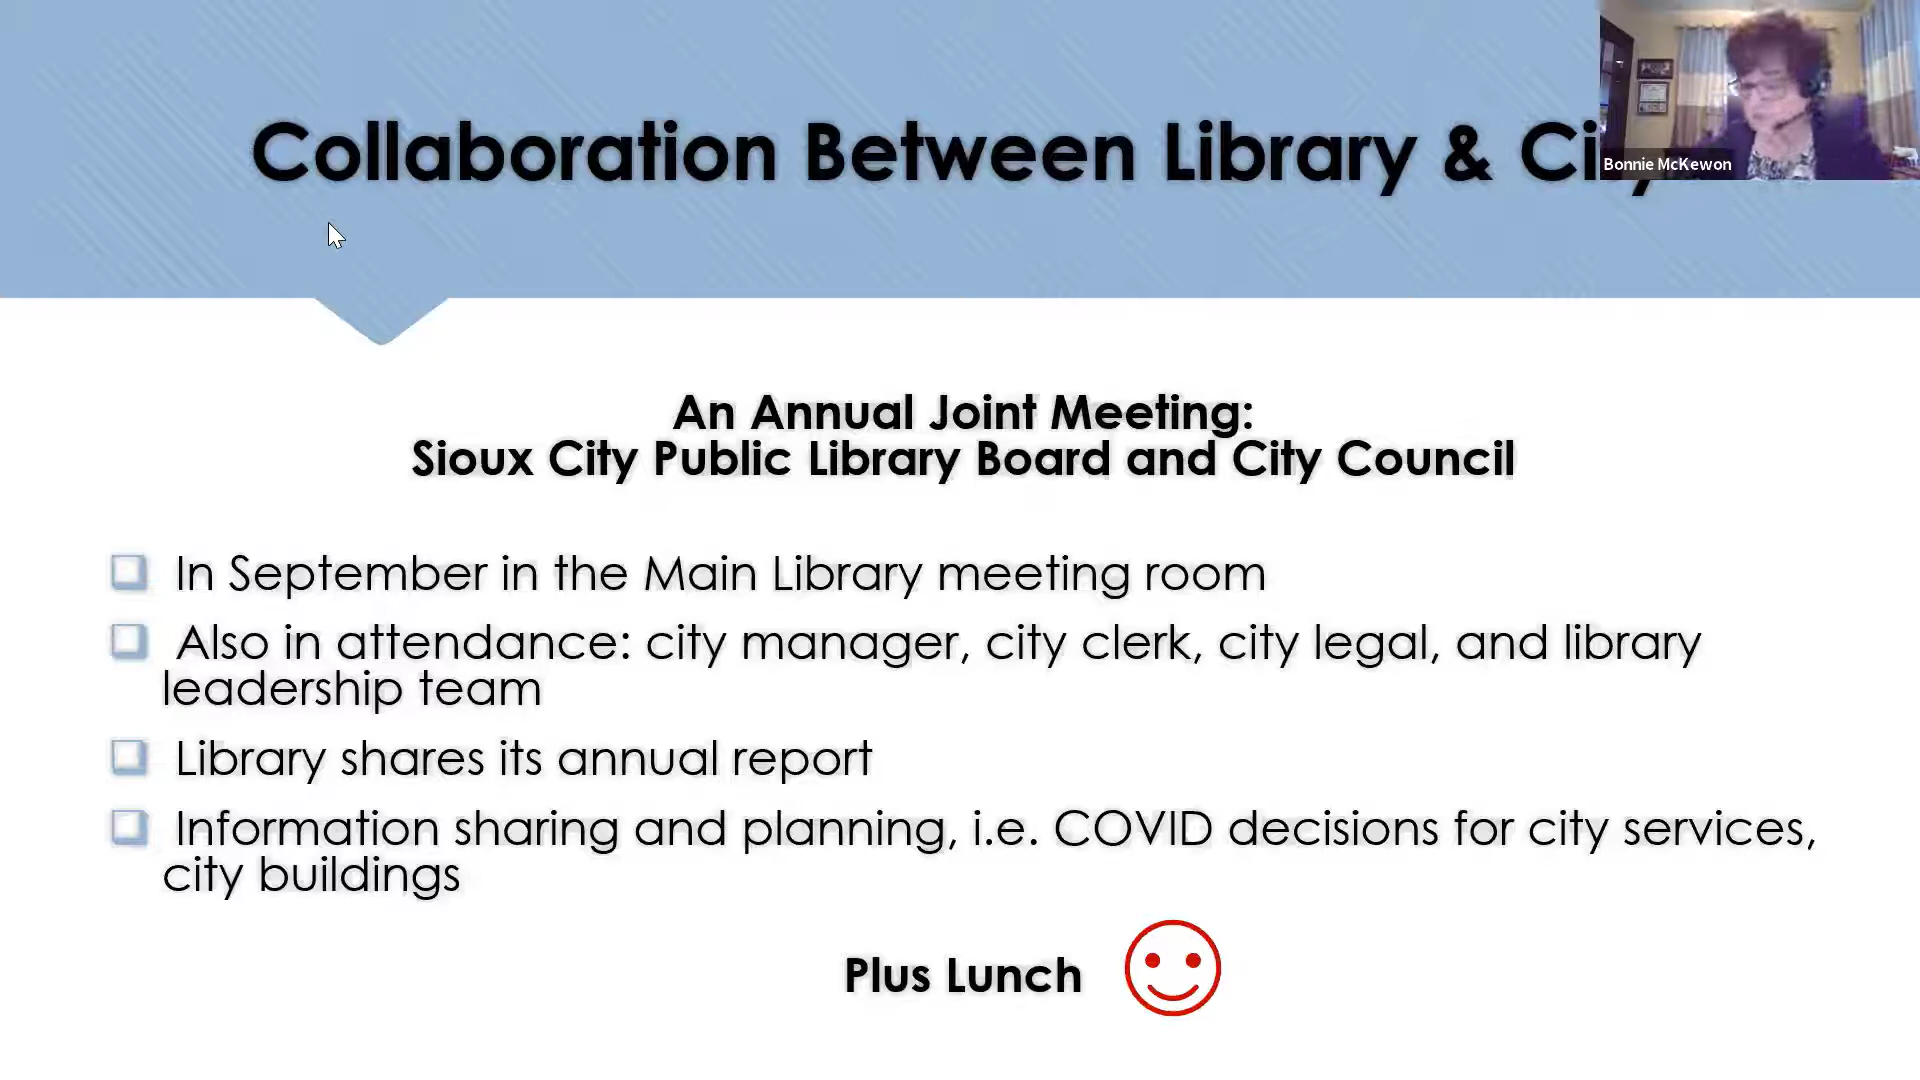 Collaboration Between Library & City
Bonnie McKewon
An Annual Joint Meeting:
Sioux City Public Library Board and City Council
In September in the Main Library meeting room
Also in attendance: city manager, city clerk, city legal, and library
leadership team
Library shares its annual report
Information sharing and planning, i.e. COVID decisions for city services,
city buildings
Plus Lunch